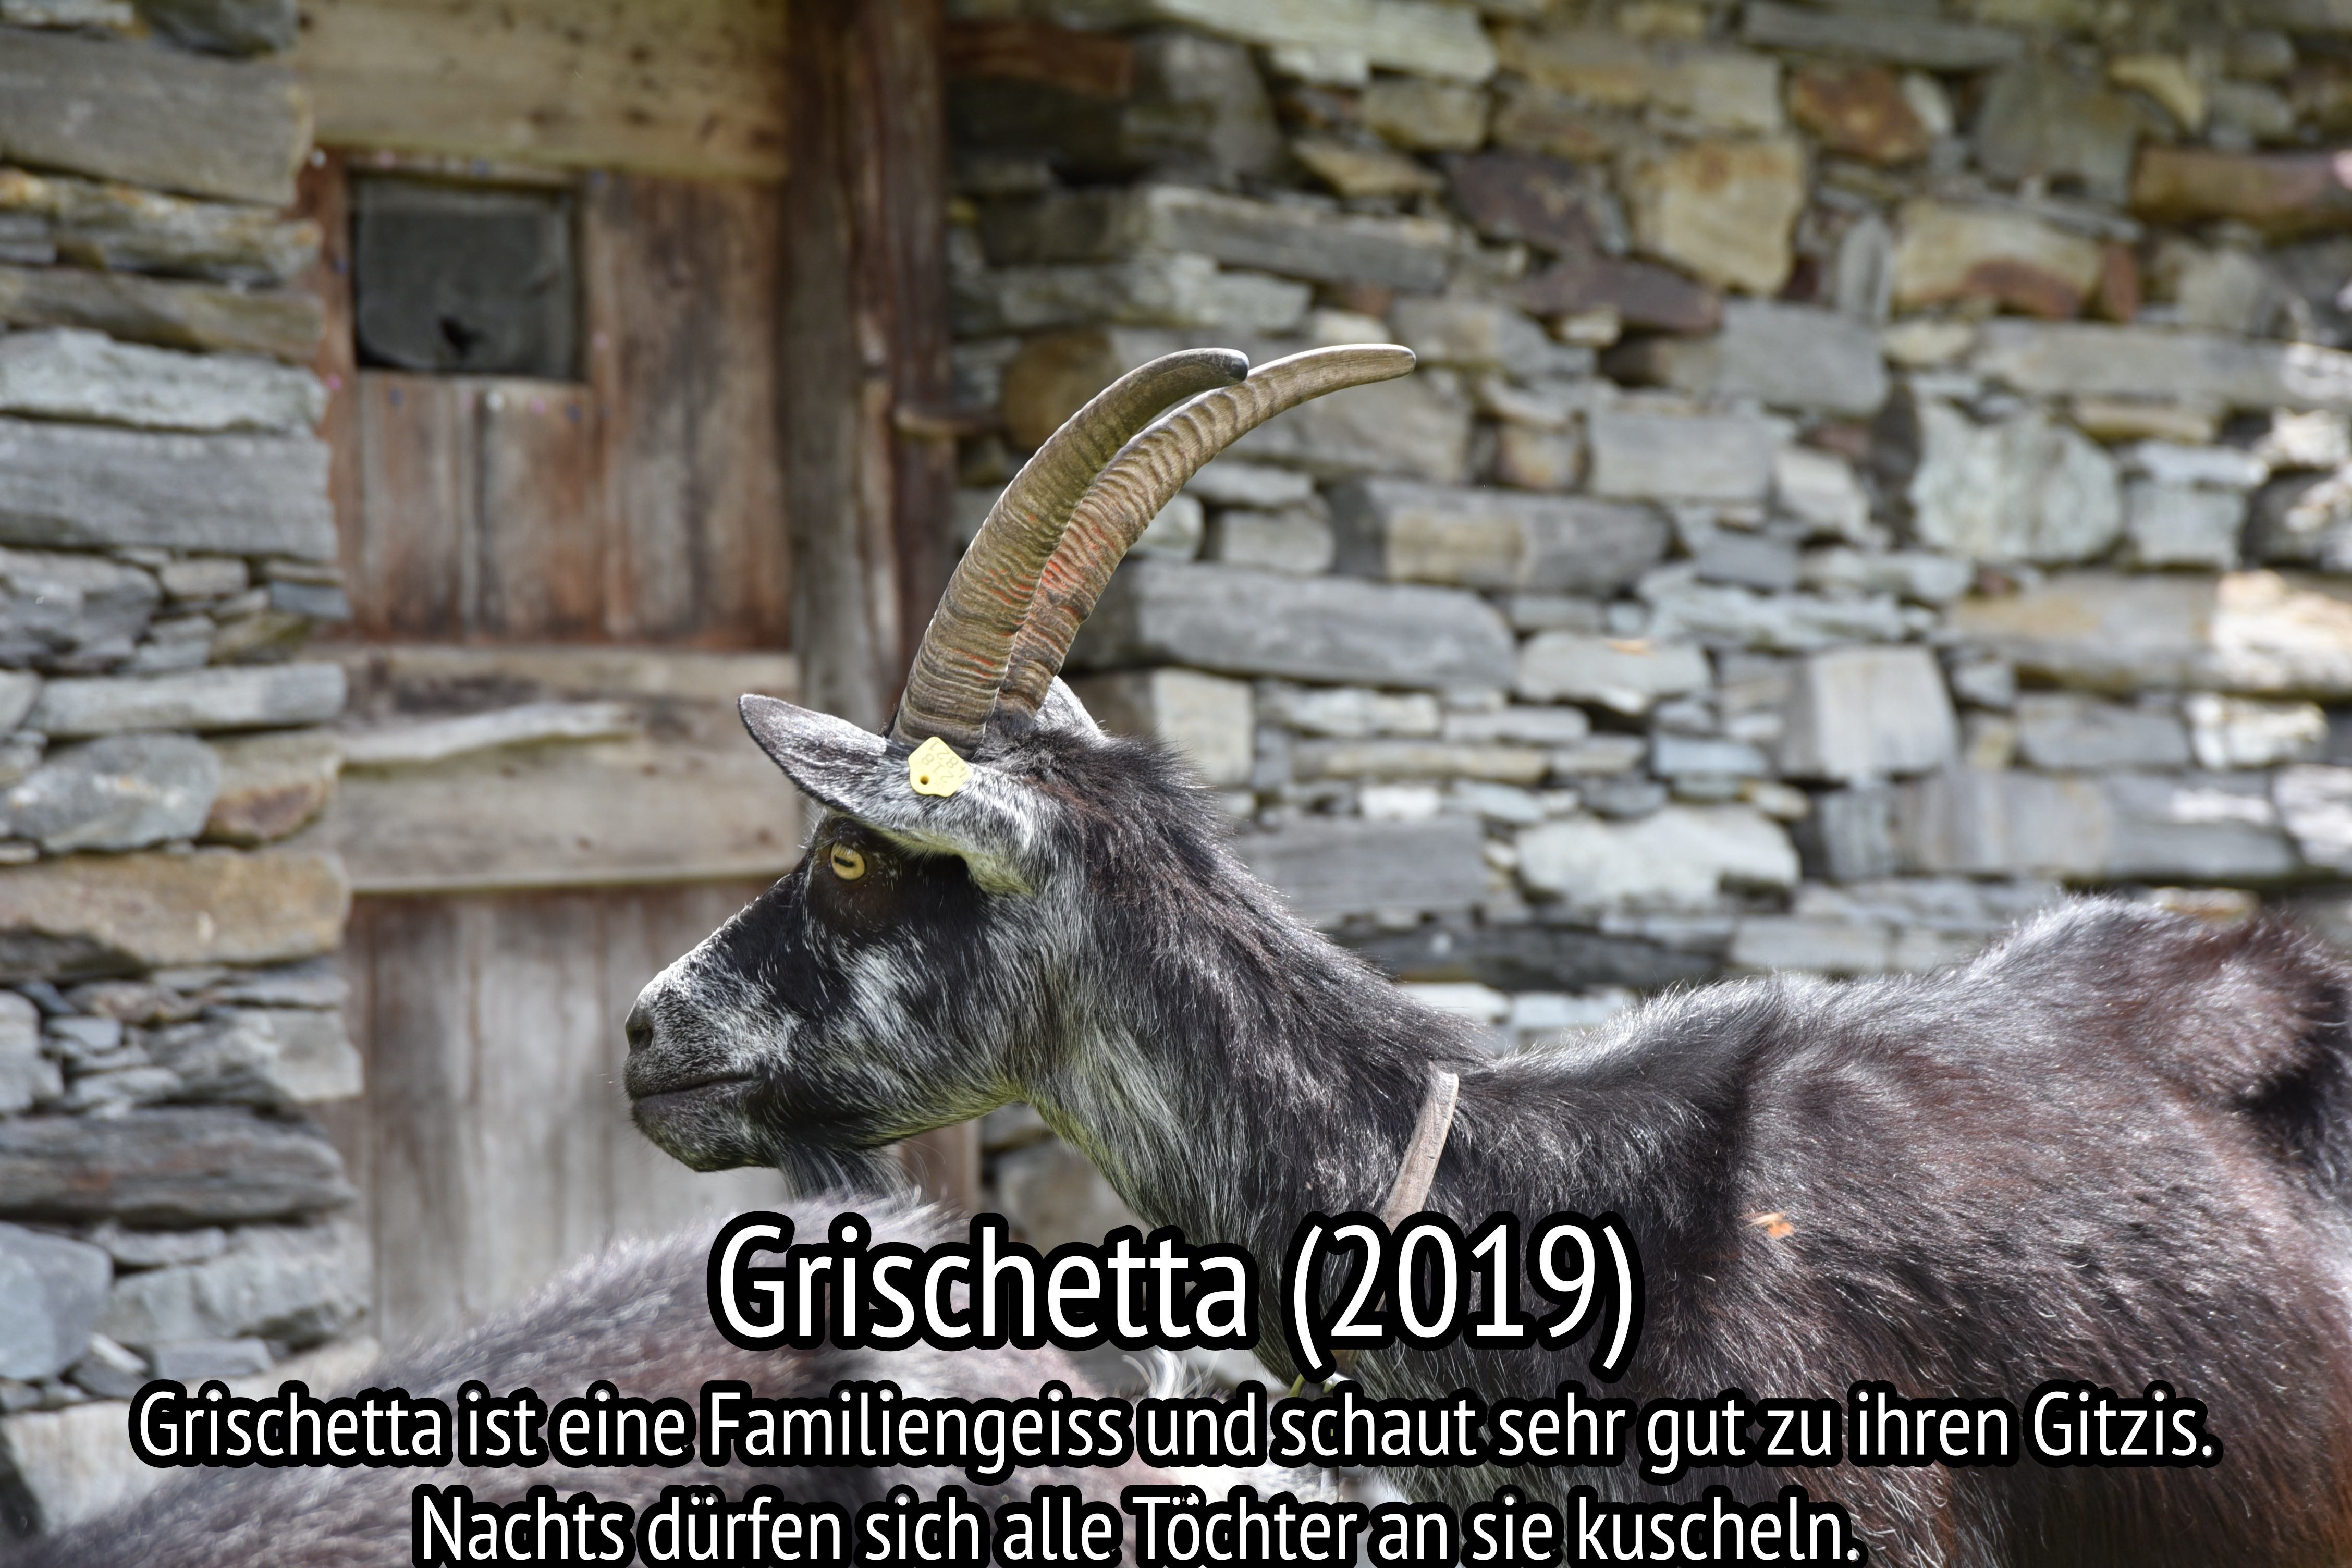 Grischetta (2019)
Grischetta ist eine Familiengeiss und schaut sehr gut zu ihren Gitzis.
Nachts dürfen sich alle Töchter an sie kuscheln.